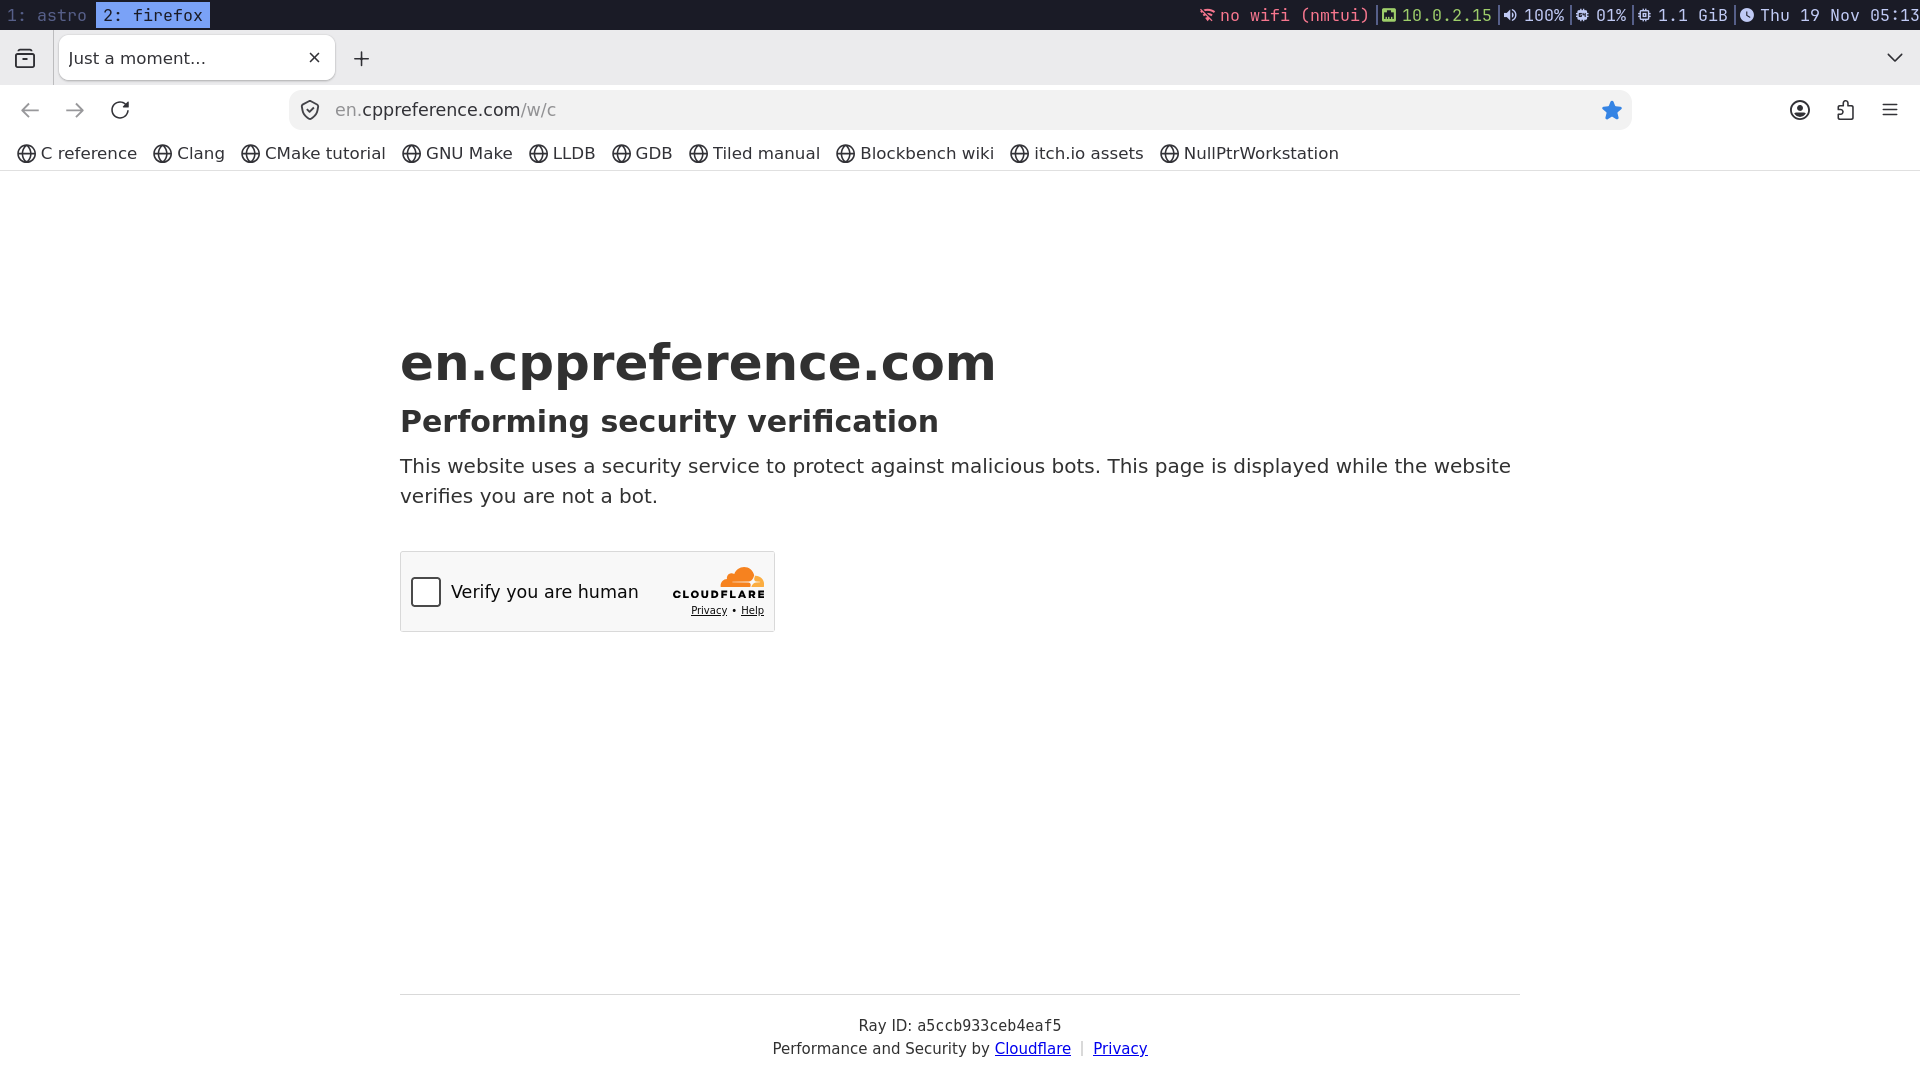 1: astro 2: firefox no wifi (nmtui) 10.0.2.15 100% 01% 1.1 GiB Thu 19 Nov 05:13
Just a moment...
en.cppreference.com/w/c
C reference Clang CMake tutorial GNU Make LLDB GDB Tiled manual Blockbench wiki itch.io assets NullPtrWorkstation
en.cppreference.com
Performing security verification
This website uses a security service to protect against malicious bots. This page is displayed while the website
verifies you are not a bot.
Verify you are human
CLOUDFLARE
Privacy • Help
Ray ID: a5ccb933ceb4eaf5
Performance and Security by Cloudflare | Privacy